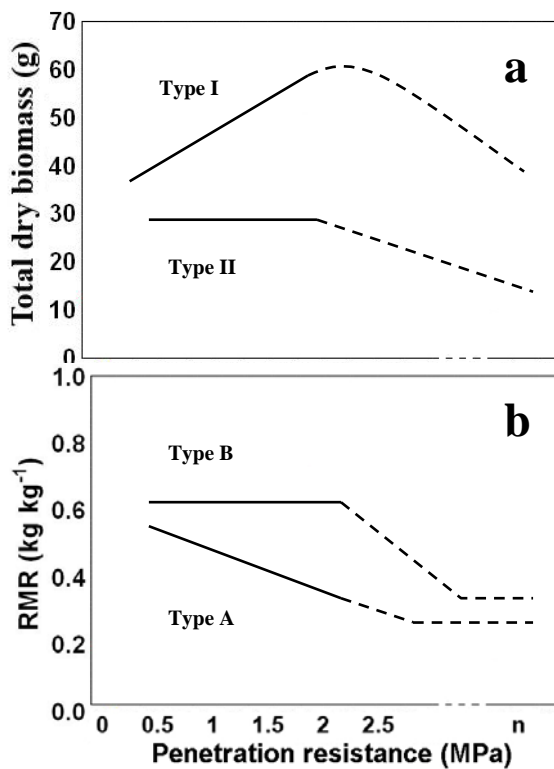 Total dry biomass (g)
70
60
50
40
30
20
10
0
a
Type I
Type II
RMR (kg kg⁻¹)
1.0
0.8
0.6
0.4
0.2
0.0
b
Type B
Type A
0 0.5 1 1.5 2 2.5 n
Penetration resistance (MPa)